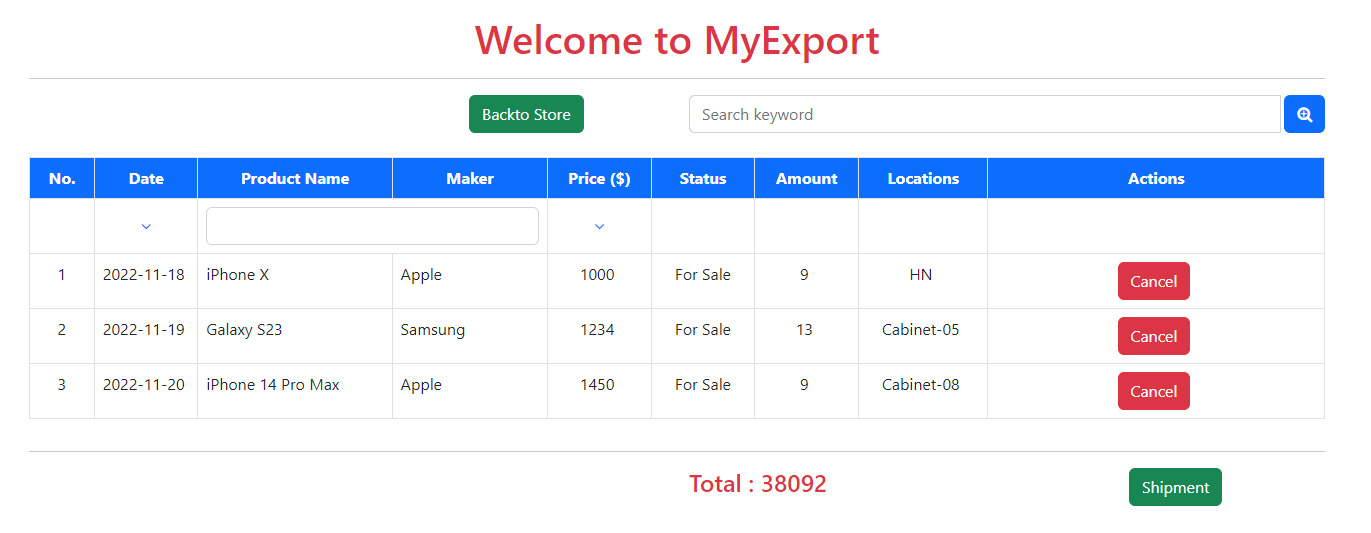 Welcome to MyExport
Backto Store
Search keyword
No. Date Product Name Maker Price ($) Status Amount Locations Actions
1 2022-11-18 iPhone X Apple 1000 For Sale 9 HN Cancel
2 2022-11-19 Galaxy S23 Samsung 1234 For Sale 13 Cabinet-05 Cancel
3 2022-11-20 iPhone 14 Pro Max Apple 1450 For Sale 9 Cabinet-08 Cancel
Total : 38092 Shipment